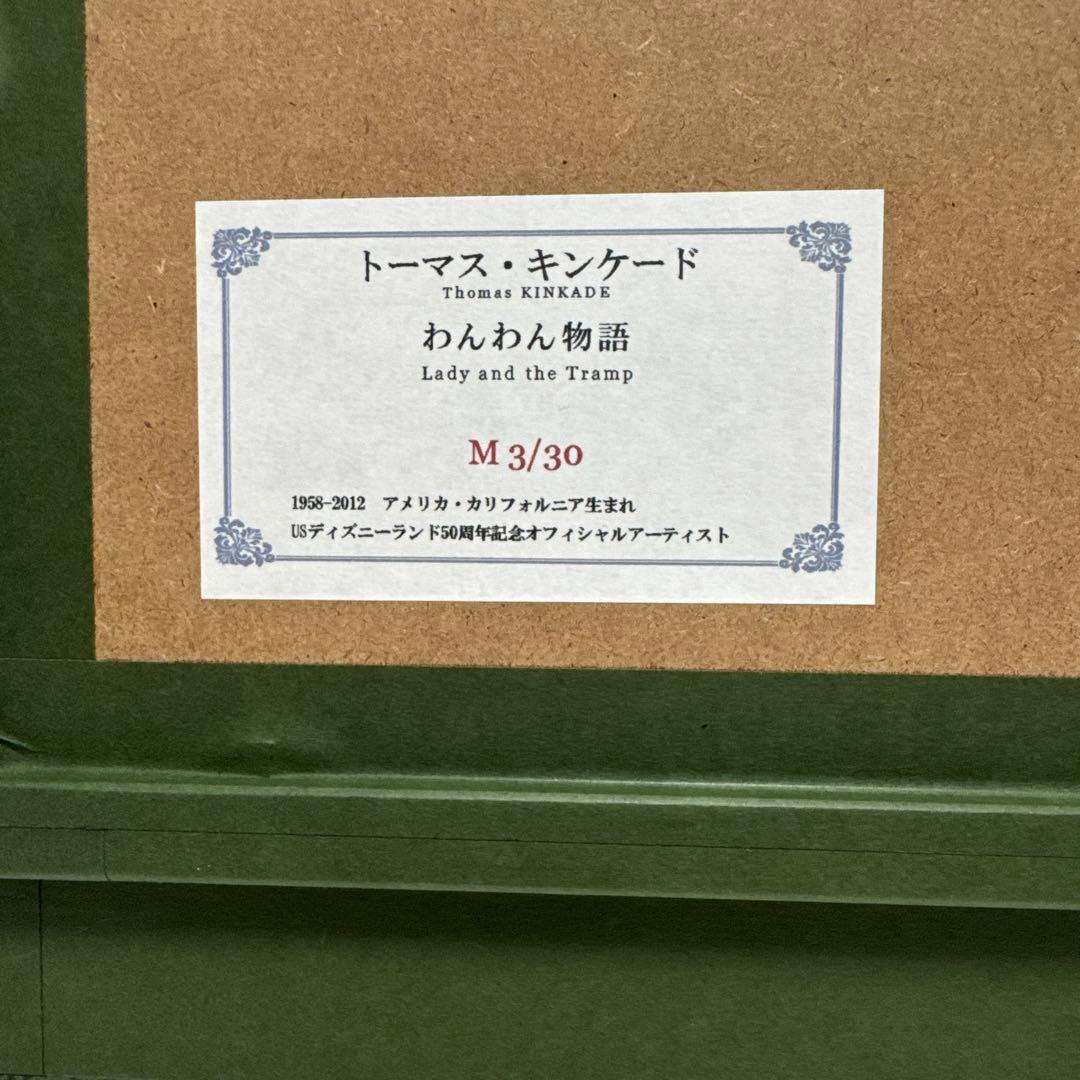 トーマス・キンケード
Thomas KINKADE
わんわん物語
Lady and the Tramp
M 3/30
1958-2012　アメリカ・カリフォルニア生まれ
USディズニーランド50周年記念オフィシャルアーティスト